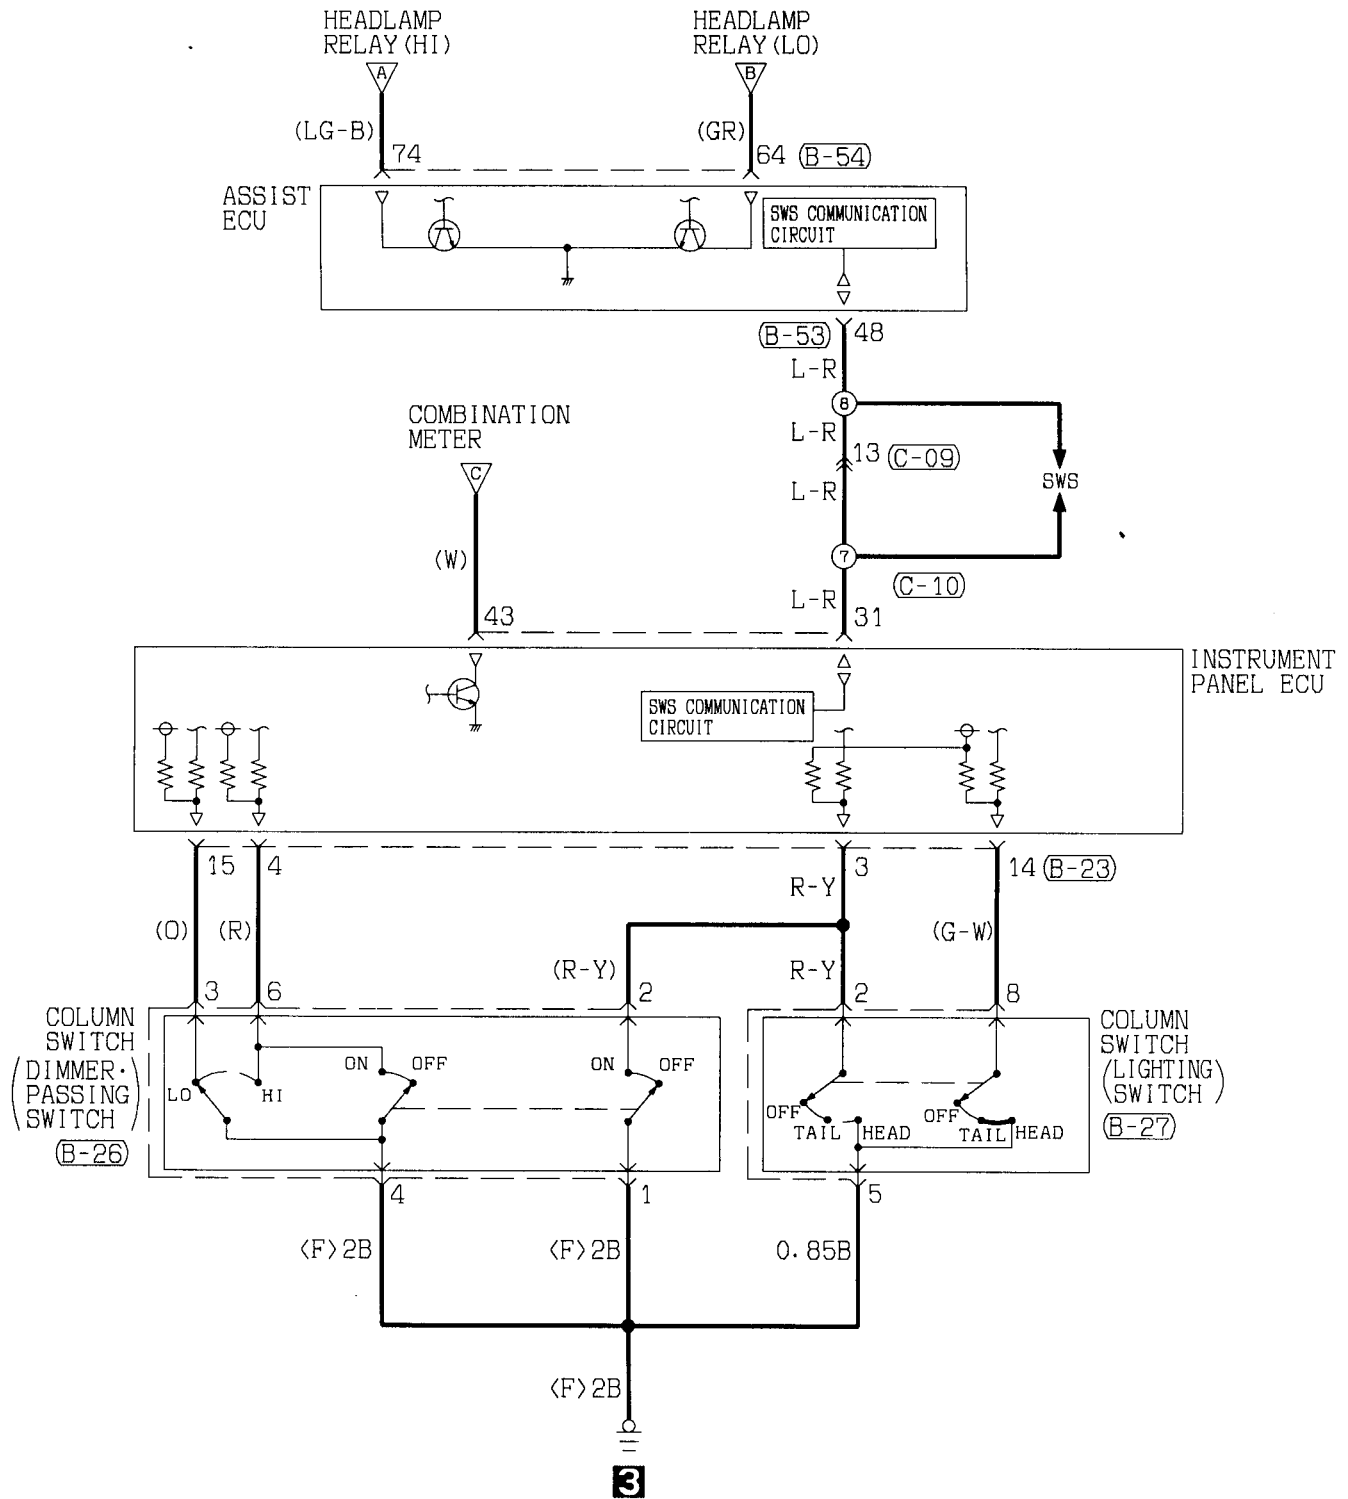 HEADLAMP
RELAY(HI)
HEADLAMP
RELAY(LO)
A
B
(LG-B)
(GR)
74
64
(B-54)
ASSIST
ECU
SWS COMMUNICATION
CIRCUIT
(B-53)
48
L-R
8
COMBINATION
METER
L-R
13
(C-09)
C
L-R
SWS
(W)
7
(C-10)
L-R
43
31
INSTRUMENT
PANEL ECU
SWS COMMUNICATION
CIRCUIT
15
4
3
14
(B-23)
R-Y
(O)
(R)
(G-W)
(R-Y)
R-Y
3
6
2
2
8
COLUMN
SWITCH
(DIMMER·
PASSING
SWITCH)
(B-26)
LO
HI
ON
OFF
ON
OFF
OFF
TAIL
HEAD
OFF
TAIL
HEAD
COLUMN
SWITCH
(LIGHTING
SWITCH)
(B-27)
4
1
5
<F>2B
<F>2B
0.85B
<F>2B
3